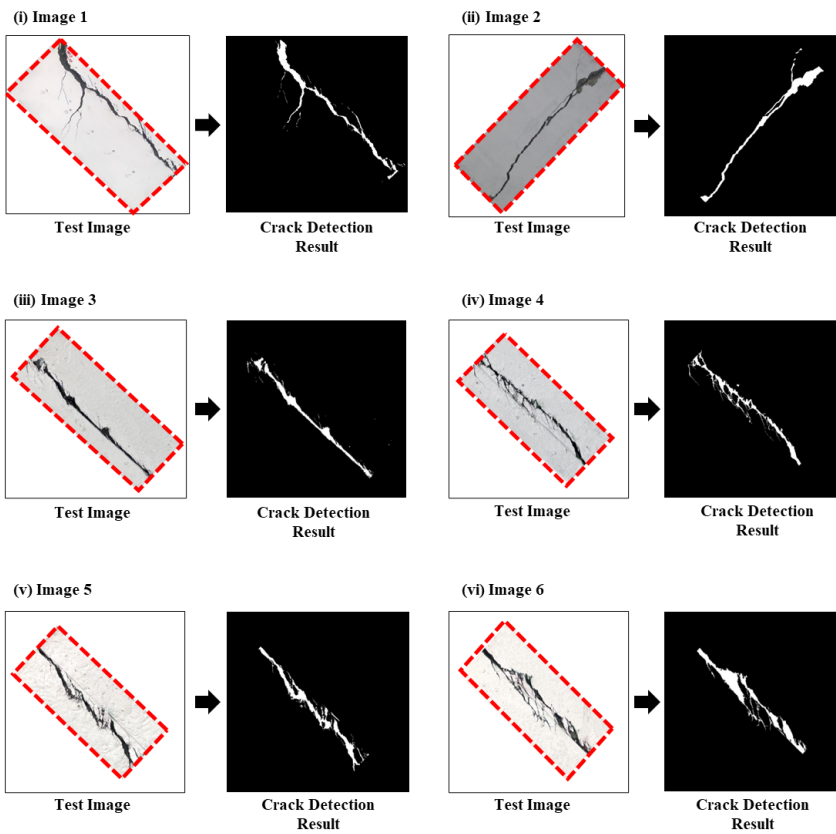 (i) Image 1
(ii) Image 2
Test Image
Crack Detection
Result
Test Image
Crack Detection
Result
(iii) Image 3
(iv) Image 4
Test Image
Crack Detection
Result
Test Image
Crack Detection
Result
(v) Image 5
(vi) Image 6
Test Image
Crack Detection
Result
Test Image
Crack Detection
Result